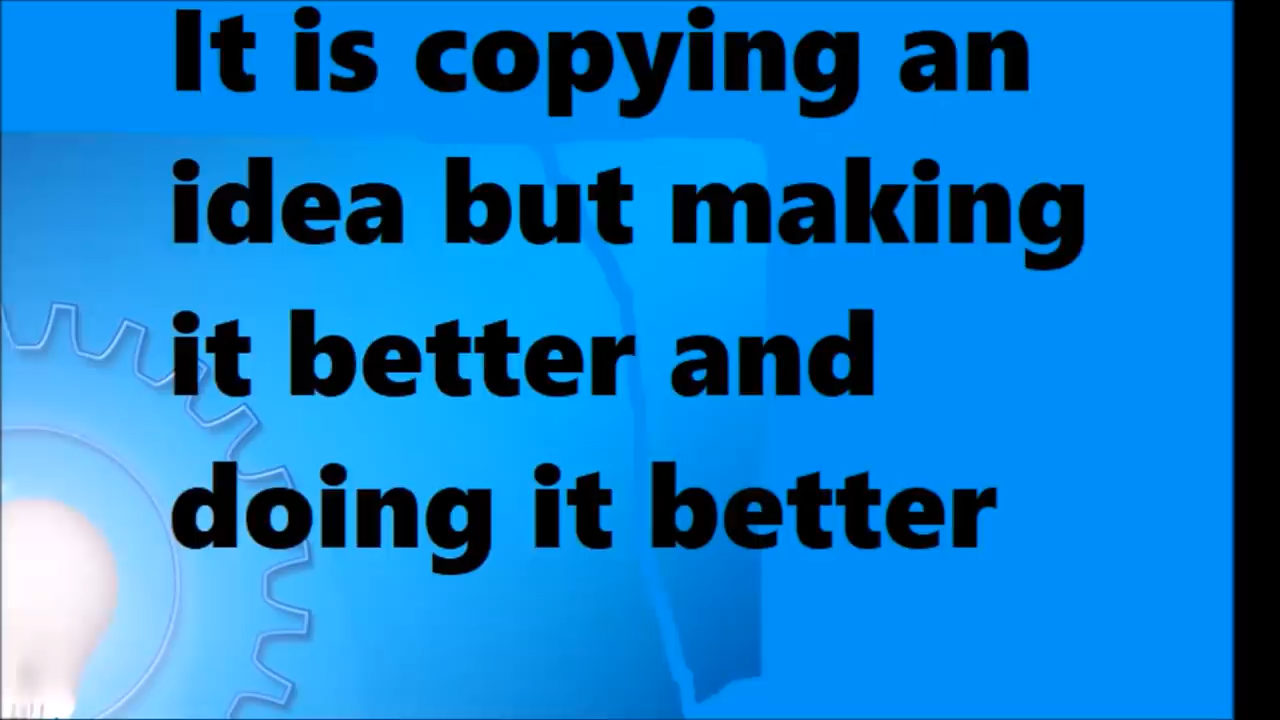 It is copying an
idea but making
it better and
doing it better